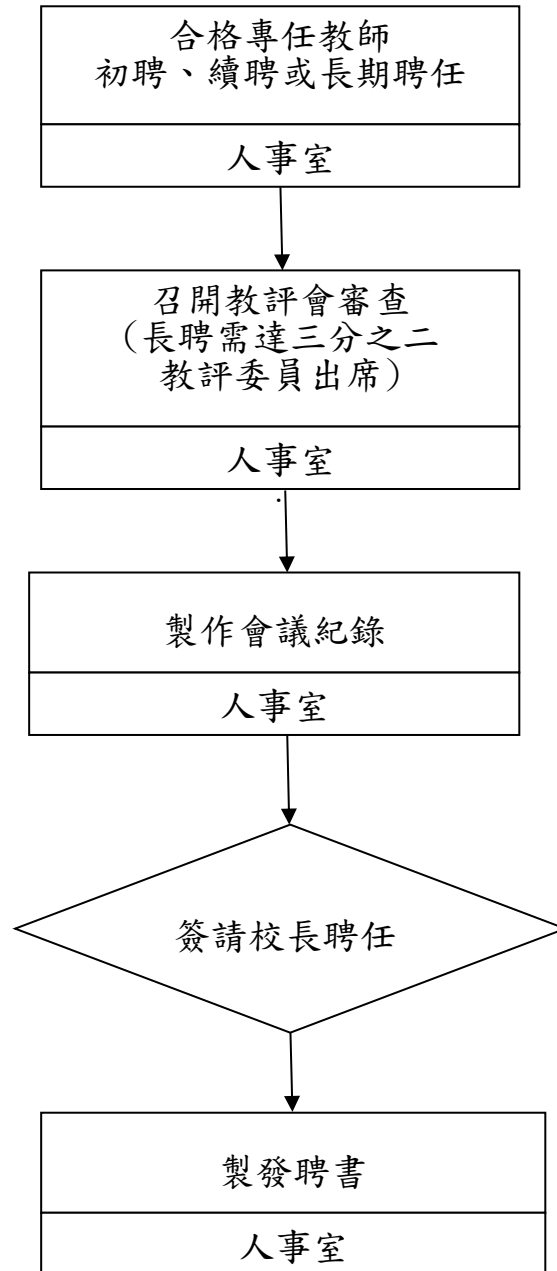 合格專任教師
初聘、續聘或長期聘任
人事室
召開教評會審查
（長聘需達三分之二
教評委員出席）
人事室
.
製作會議紀錄
人事室
簽請校長聘任
製發聘書
人事室